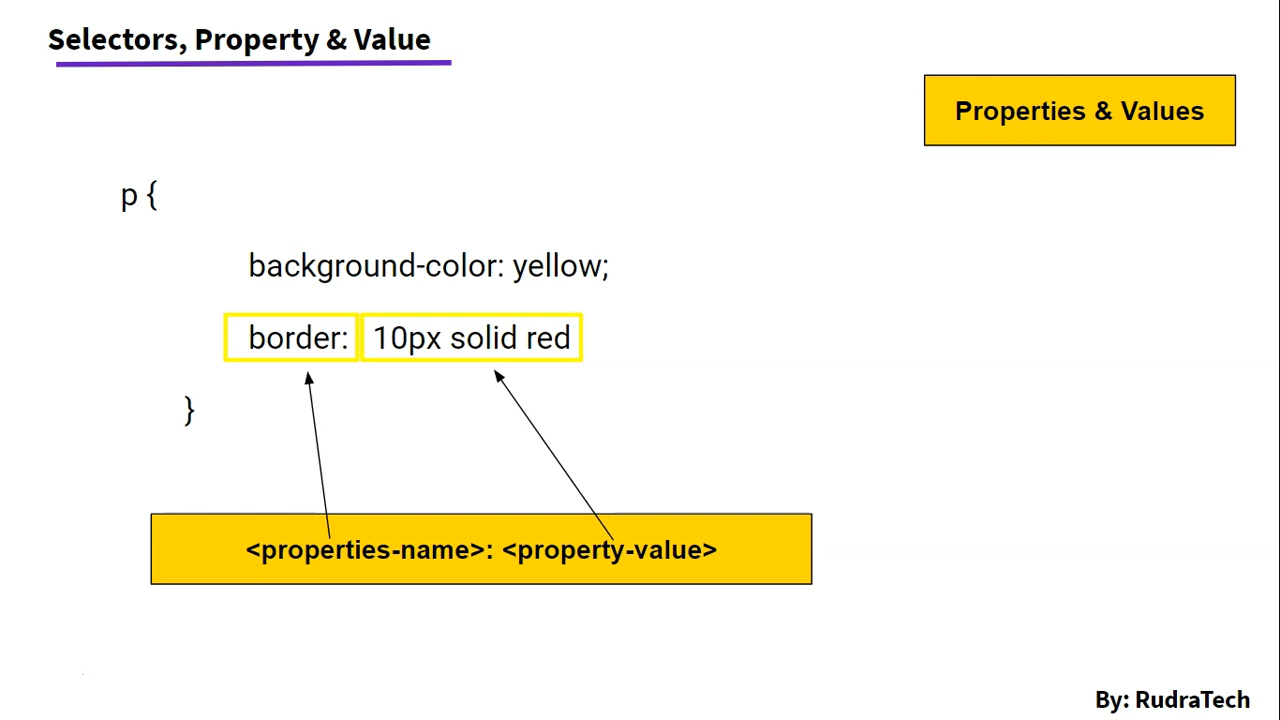 Selectors, Property & Value
Properties & Values
p {
background-color: yellow;
border: 10px solid red
}
<properties-name>: <property-value>
By: RudraTech